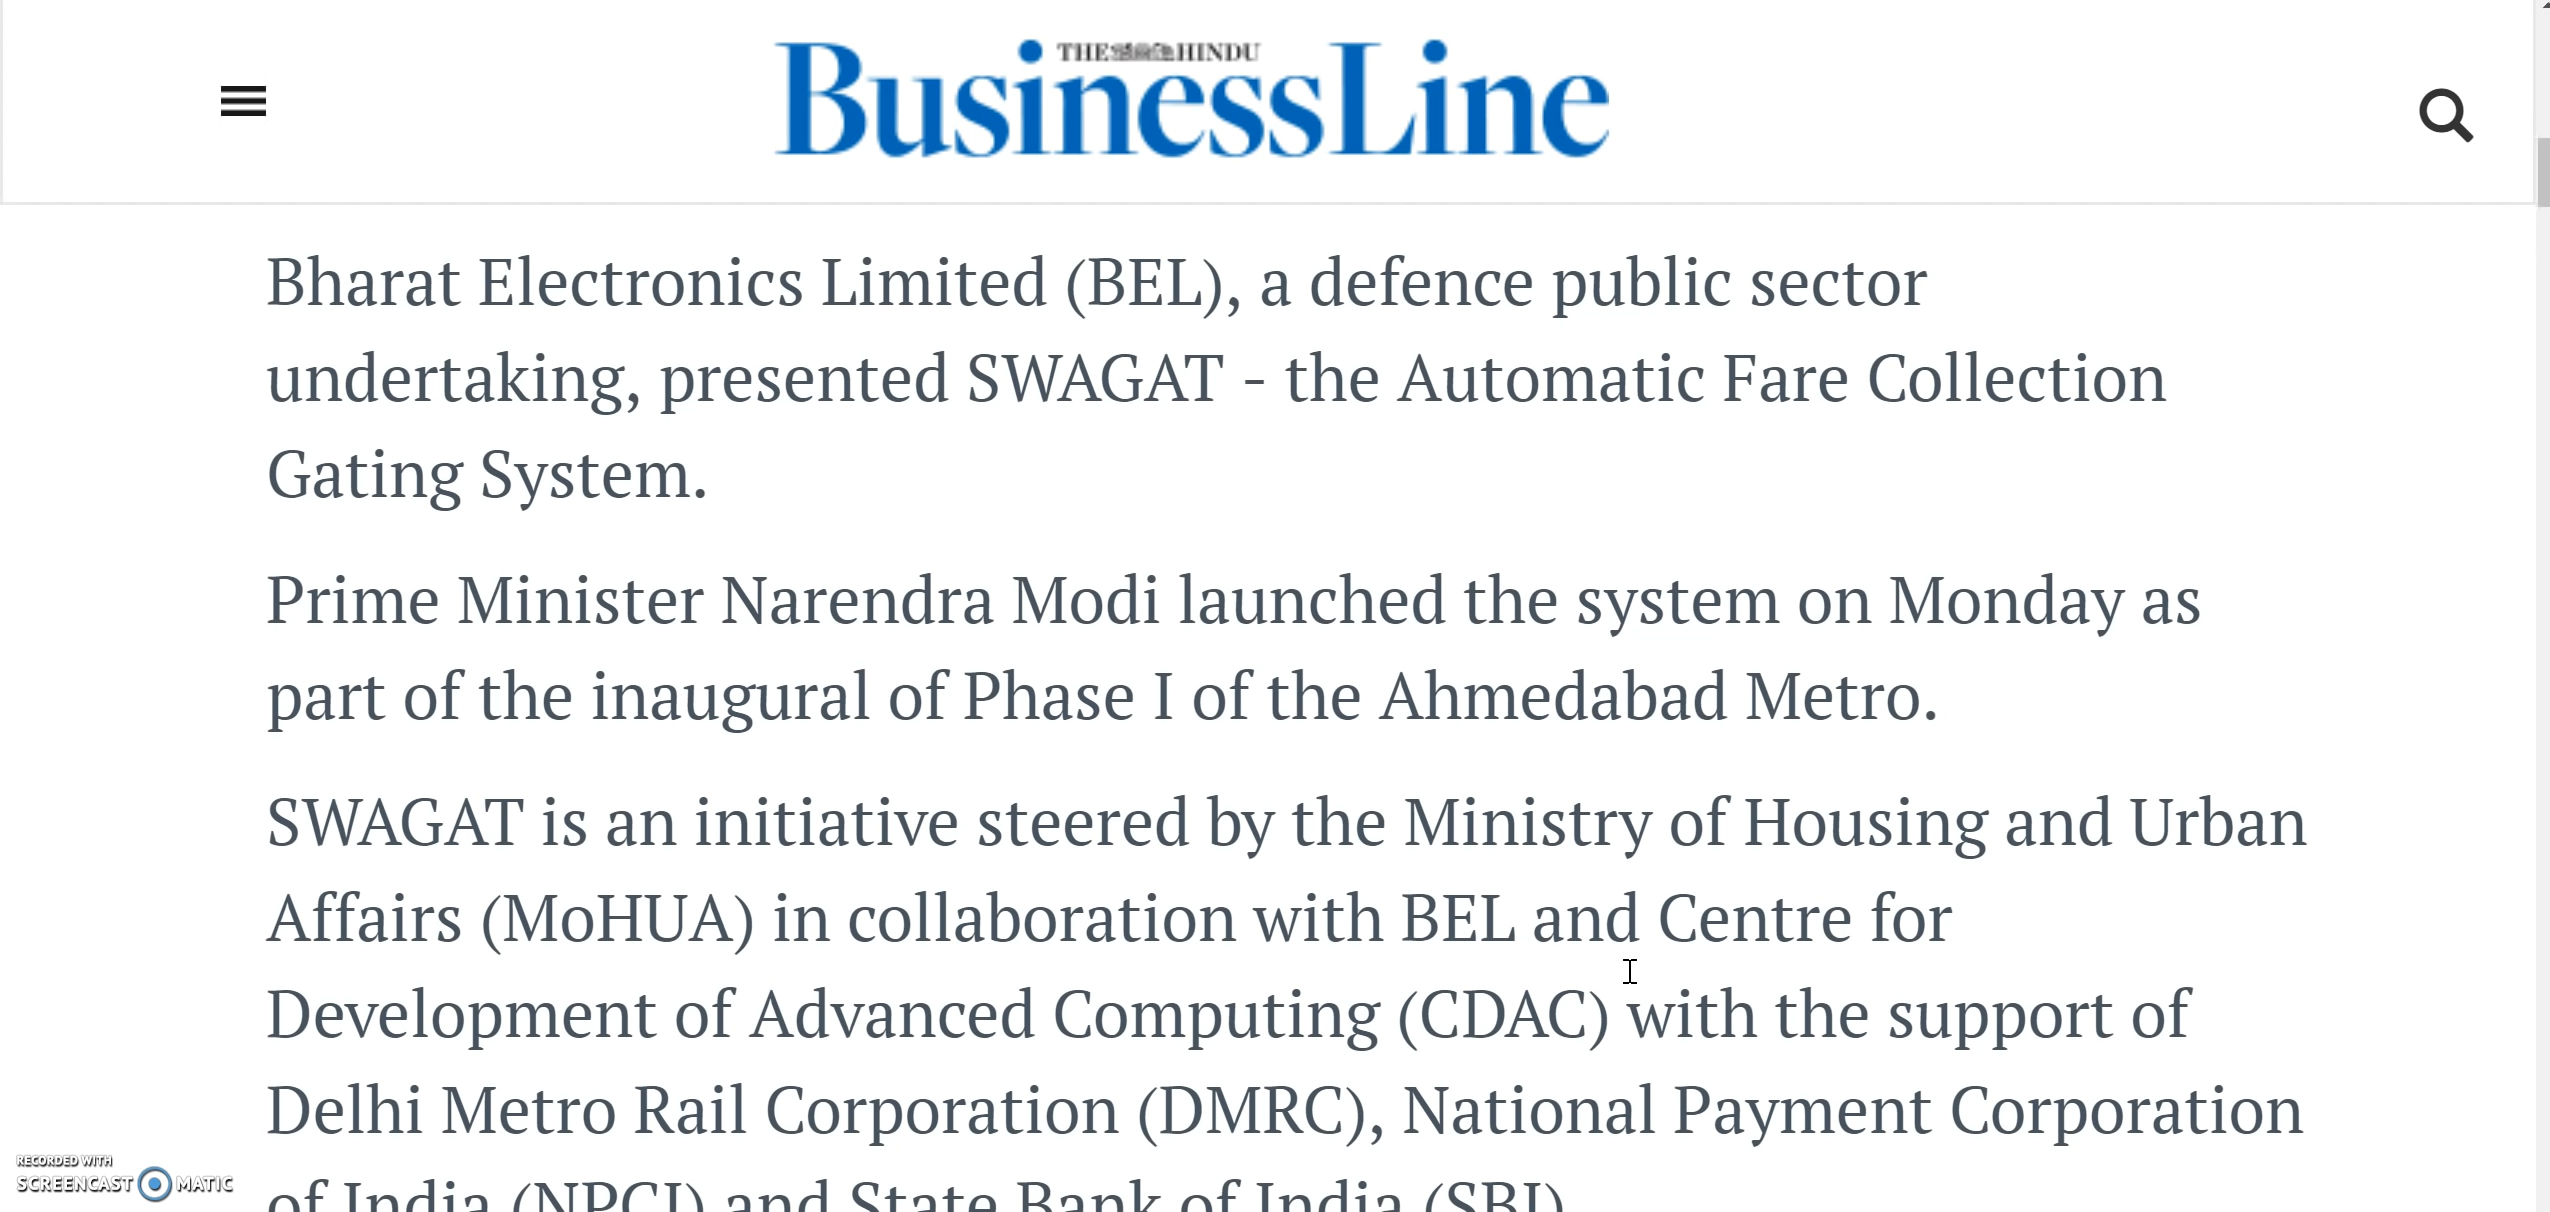 THE HINDU
BusinessLine
Bharat Electronics Limited (BEL), a defence public sector
undertaking, presented SWAGAT - the Automatic Fare Collection
Gating System.
Prime Minister Narendra Modi launched the system on Monday as
part of the inaugural of Phase I of the Ahmedabad Metro.
SWAGAT is an initiative steered by the Ministry of Housing and Urban
Affairs (MoHUA) in collaboration with BEL and Centre for
Development of Advanced Computing (CDAC) with the support of
Delhi Metro Rail Corporation (DMRC), National Payment Corporation
of India (NPCI) and State Bank of India (SBI)
RECORDED WITH
SCREENCAST MATIC